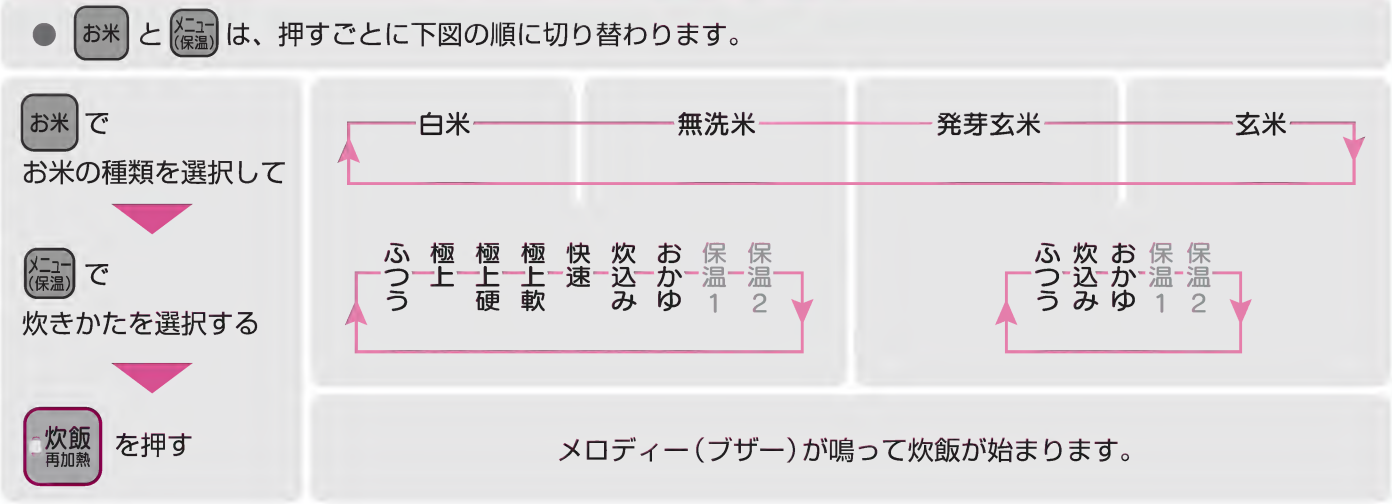 ● お米 と メニュー(保温) は、押すごとに下図の順に切り替わります。
お米 で
お米の種類を選択して
メニュー(保温) で
炊きかたを選択する
炊飯 再加熱 を押す
白米 無洗米 発芽玄米 玄米
ふつう 極上 極上硬 極上軟 快速 炊込み おかゆ 保温1 保温2
ふつう 炊込み おかゆ 保温1 保温2
メロディー(ブザー)が鳴って炊飯が始まります。